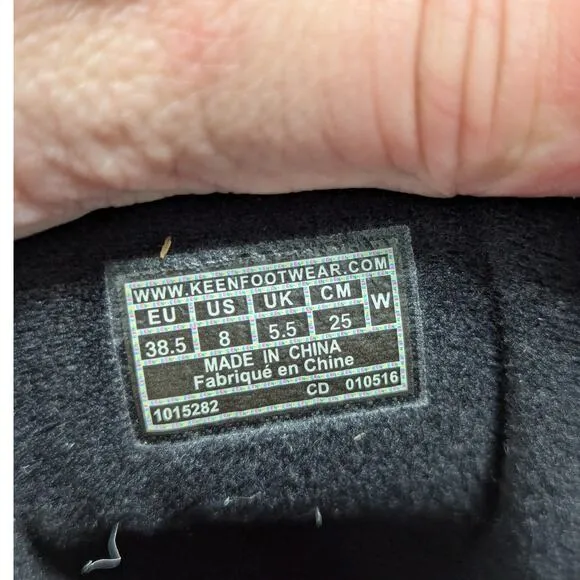 WWW.KEENFOOTWEAR.COM
EU US UK CM W
38.5 8 5.5 25
MADE IN CHINA
Fabriqué en Chine
1015282 CD 010516